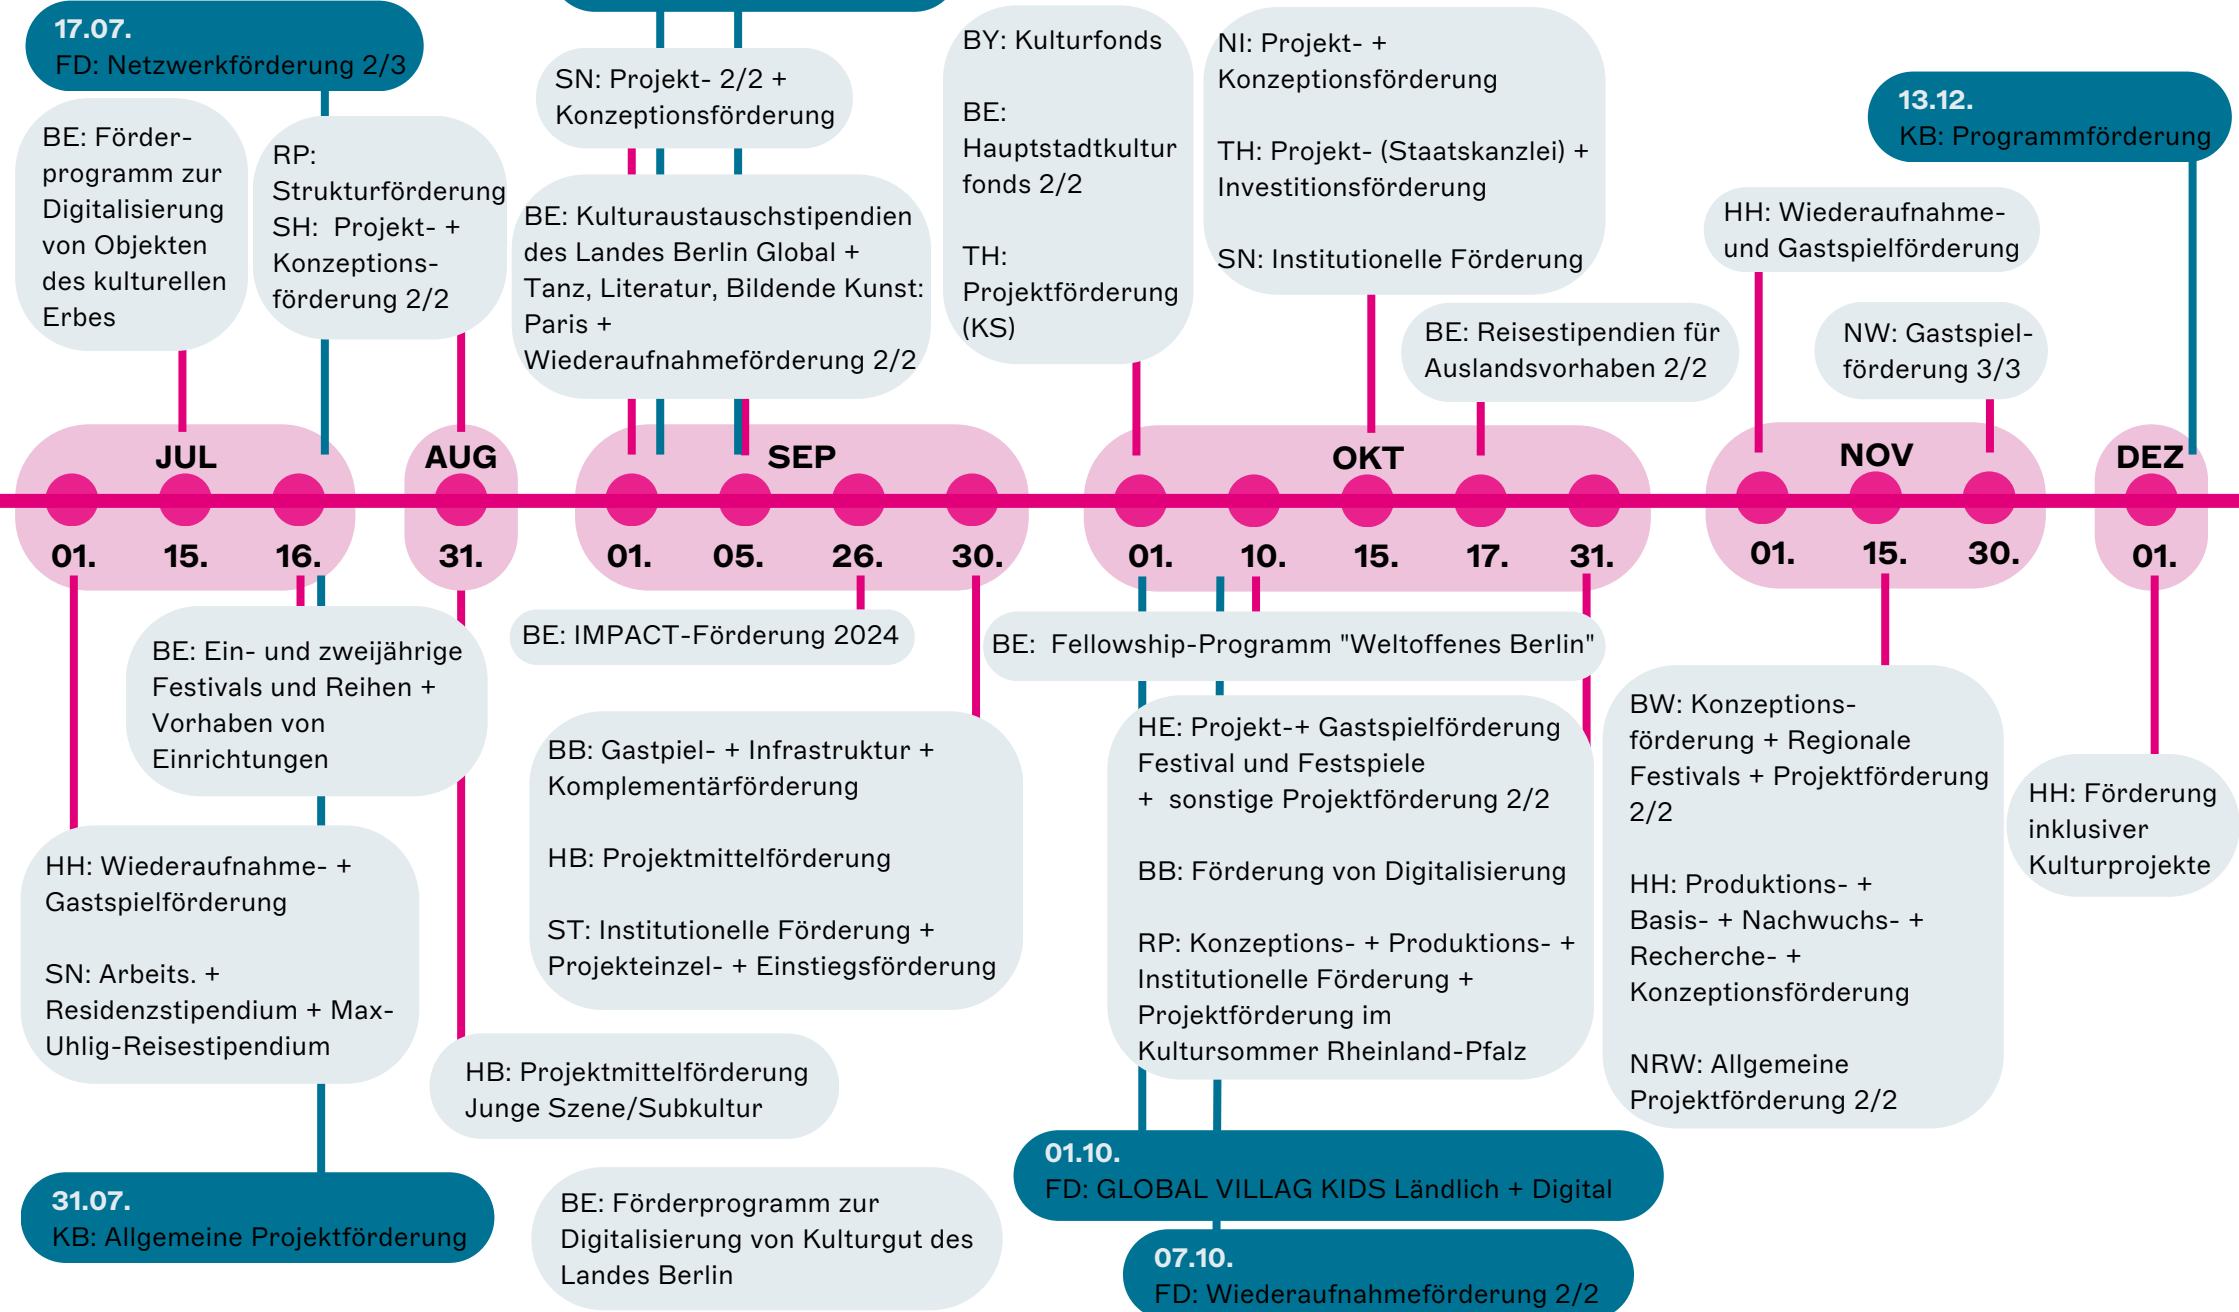 17.07.
FD: Netzwerkförderung 2/3
BE: Förder-
programm zur
Digitalisierung
von Objekten
des kulturellen
Erbes
RP:
Strukturförderung
SH:  Projekt- +
Konzeptions-
förderung 2/2
SN: Projekt- 2/2 +
Konzeptionsförderung
BE: Kulturaustauschstipendien
des Landes Berlin Global +
Tanz, Literatur, Bildende Kunst:
Paris +
Wiederaufnahmeförderung 2/2
BY: Kulturfonds
BE:
Hauptstadtkultur
fonds 2/2
TH:
Projektförderung
(KS)
NI: Projekt- +
Konzeptionsförderung
TH: Projekt- (Staatskanzlei) +
Investitionsförderung
SN: Institutionelle Förderung
BE: Reisestipendien für
Auslandsvorhaben 2/2
HH: Wiederaufnahme-
und Gastspielförderung
NW: Gastspiel-
förderung 3/3
13.12.
KB: Programmförderung
JUL
AUG
SEP
OKT
NOV
DEZ
01.
15.
16.
31.
01.
05.
26.
30.
01.
10.
15.
17.
31.
01.
15.
30.
01.
BE: Ein- und zweijährige
Festivals und Reihen +
Vorhaben von
Einrichtungen
HH: Wiederaufnahme- +
Gastspielförderung
SN: Arbeits. +
Residenzstipendium + Max-
Uhlig-Reisestipendium
31.07.
KB: Allgemeine Projektförderung
HB: Projektmittelförderung
Junge Szene/Subkultur
BE: IMPACT-Förderung 2024
BB: Gastpiel- + Infrastruktur +
Komplementärförderung
HB: Projektmittelförderung
ST: Institutionelle Förderung +
Projekteinzel- + Einstiegsförderung
BE: Förderprogramm zur
Digitalisierung von Kulturgut des
Landes Berlin
BE:  Fellowship-Programm "Weltoffenes Berlin"
HE: Projekt-+ Gastspielförderung
Festival und Festspiele
+  sonstige Projektförderung 2/2
BB: Förderung von Digitalisierung
RP: Konzeptions- + Produktions- +
Institutionelle Förderung +
Projektförderung im
Kultursommer Rheinland-Pfalz
01.10.
FD: GLOBAL VILLAG KIDS Ländlich + Digital
07.10.
FD: Wiederaufnahmeförderung 2/2
BW: Konzeptions-
förderung + Regionale
Festivals + Projektförderung
2/2
HH: Produktions- +
Basis- + Nachwuchs- +
Recherche- +
Konzeptionsförderung
NRW: Allgemeine
Projektförderung 2/2
HH: Förderung
inklusiver
Kulturprojekte